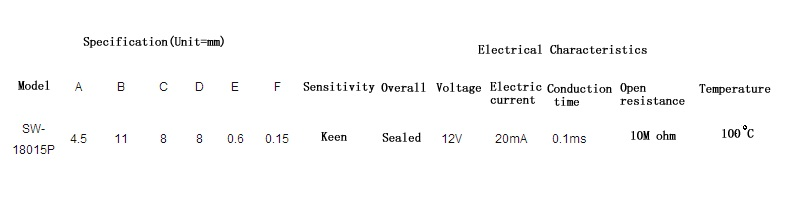 Specification(Unit=mm)
Electrical Characteristics
Model A B C D E F Sensitivity Overall Voltage Electric current Conduction time Open resistance Temperature
SW-18015P 4.5 11 8 8 0.6 0.15 Keen Sealed 12V 20mA 0.1ms 10M ohm 100℃